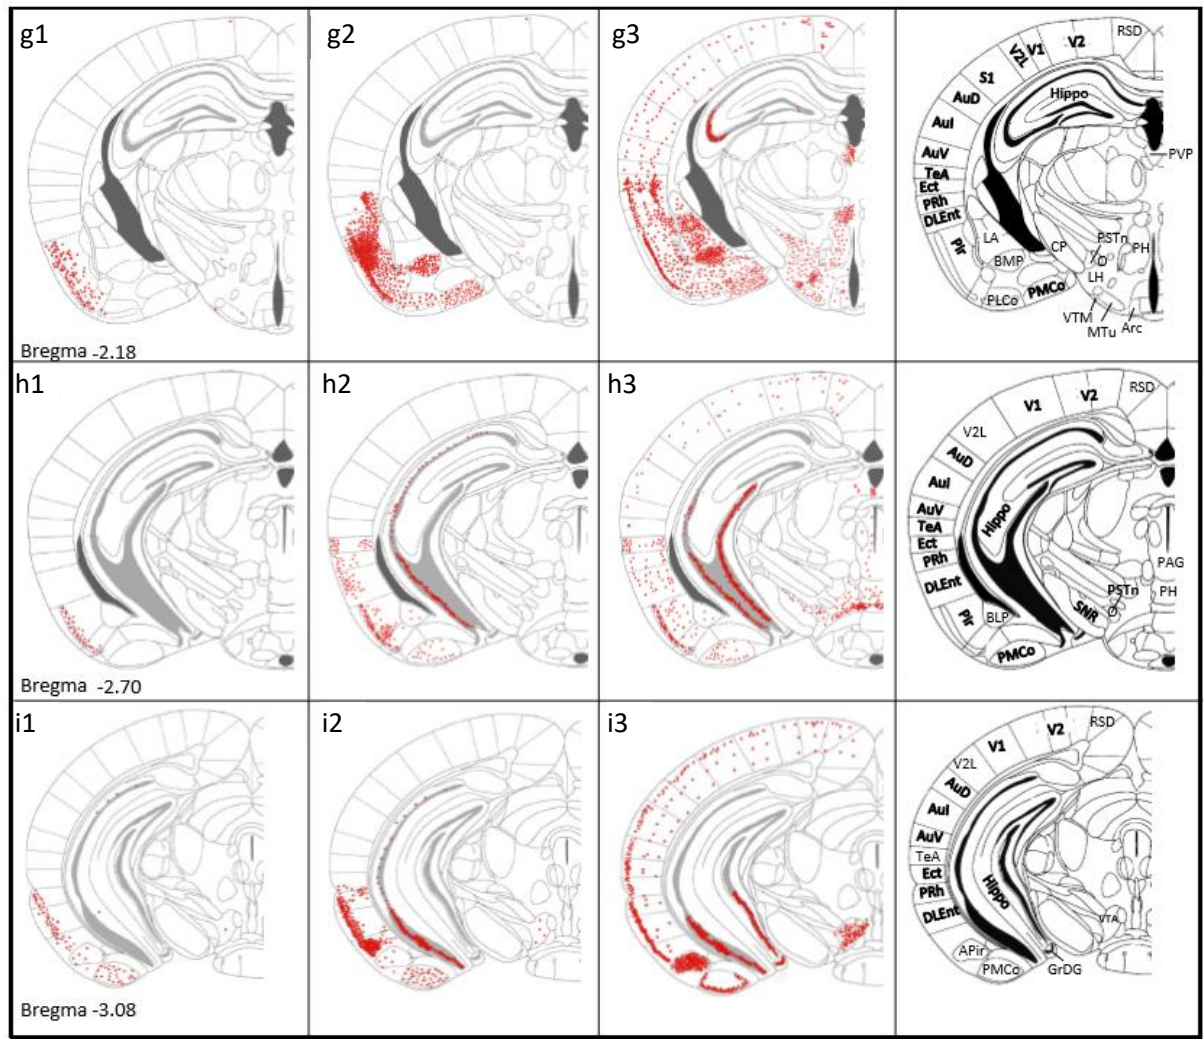 g1
g2
g3
RSD
V2
V1
V2L
S1
AuD
Hippo
AuI
AuV
TeA
Ect
PRh
DLEnt
Pir
PVP
LA
BMP
CP
PSTn
PH
LH
PLCo
PMCo
VTM
MTu
Arc
Bregma -2.18
h1
h2
h3
RSD
V2
V1
V2L
AuD
AuI
AuV
TeA
Ect
PRh
DLEnt
Hippo
PAG
PSTn
PH
SNR
Pir
BLP
PMCo
Bregma -2.70
i1
i2
i3
RSD
V2
V1
V2L
AuD
AuI
AuV
TeA
Ect
PRh
DLEnt
Hippo
VTA
APir
PMCo
GrDG
Bregma -3.08